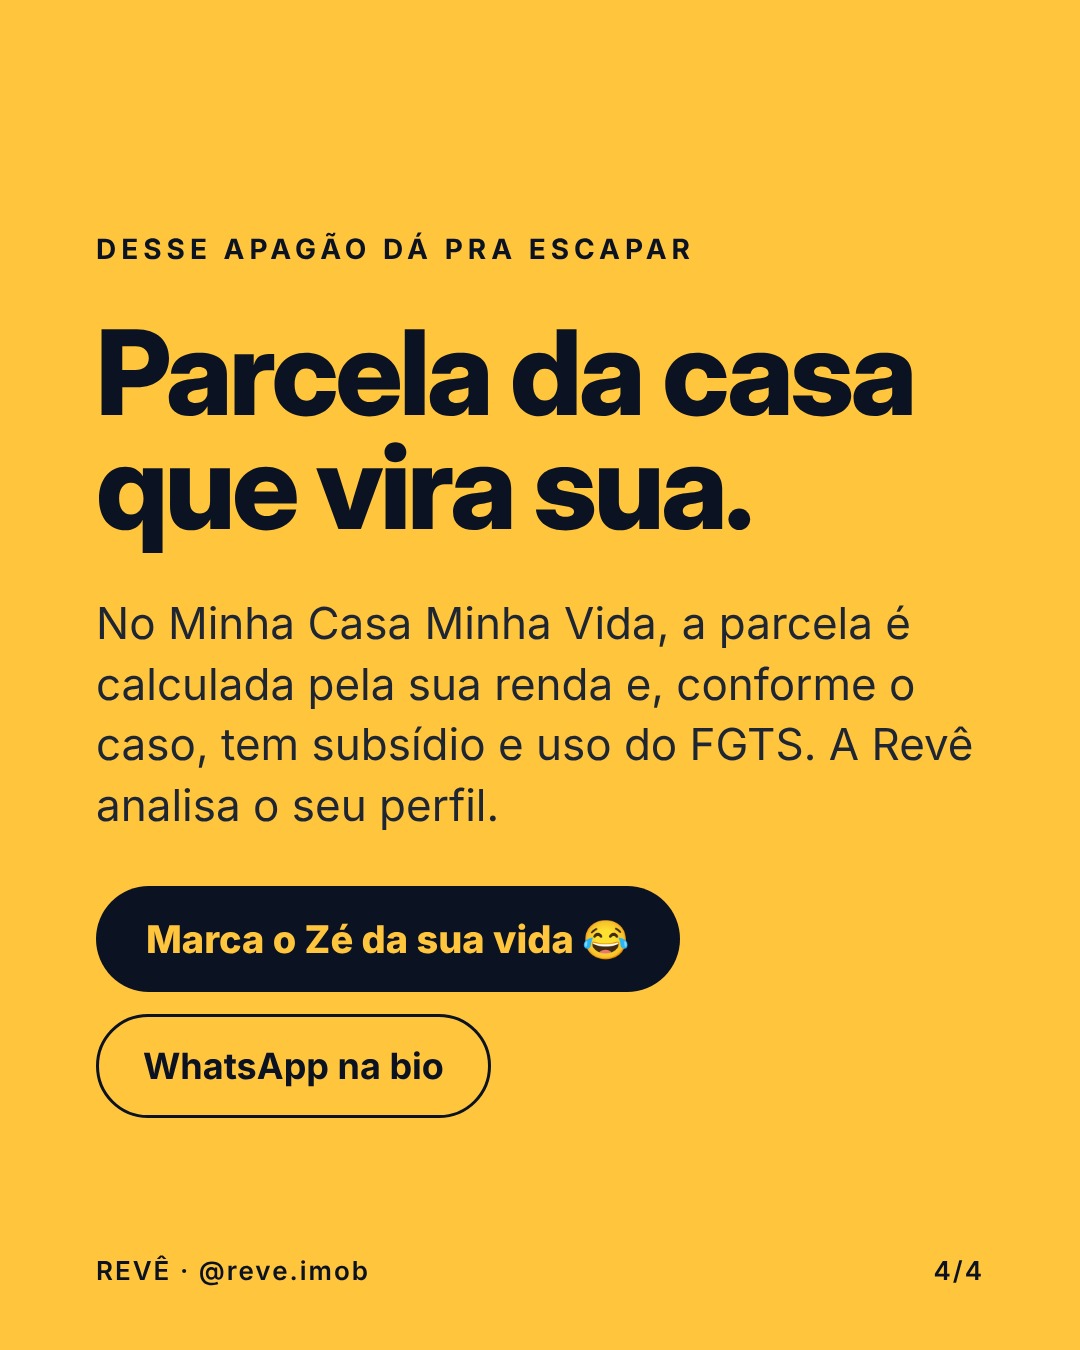 DESSE APAGÃO DÁ PRA ESCAPAR
Parcela da casa
que vira sua.
No Minha Casa Minha Vida, a parcela é
calculada pela sua renda e, conforme o
caso, tem subsídio e uso do FGTS. A Revê
analisa o seu perfil.
Marca o Zé da sua vida 😂
WhatsApp na bio
REVÊ · @reve.imob
4/4